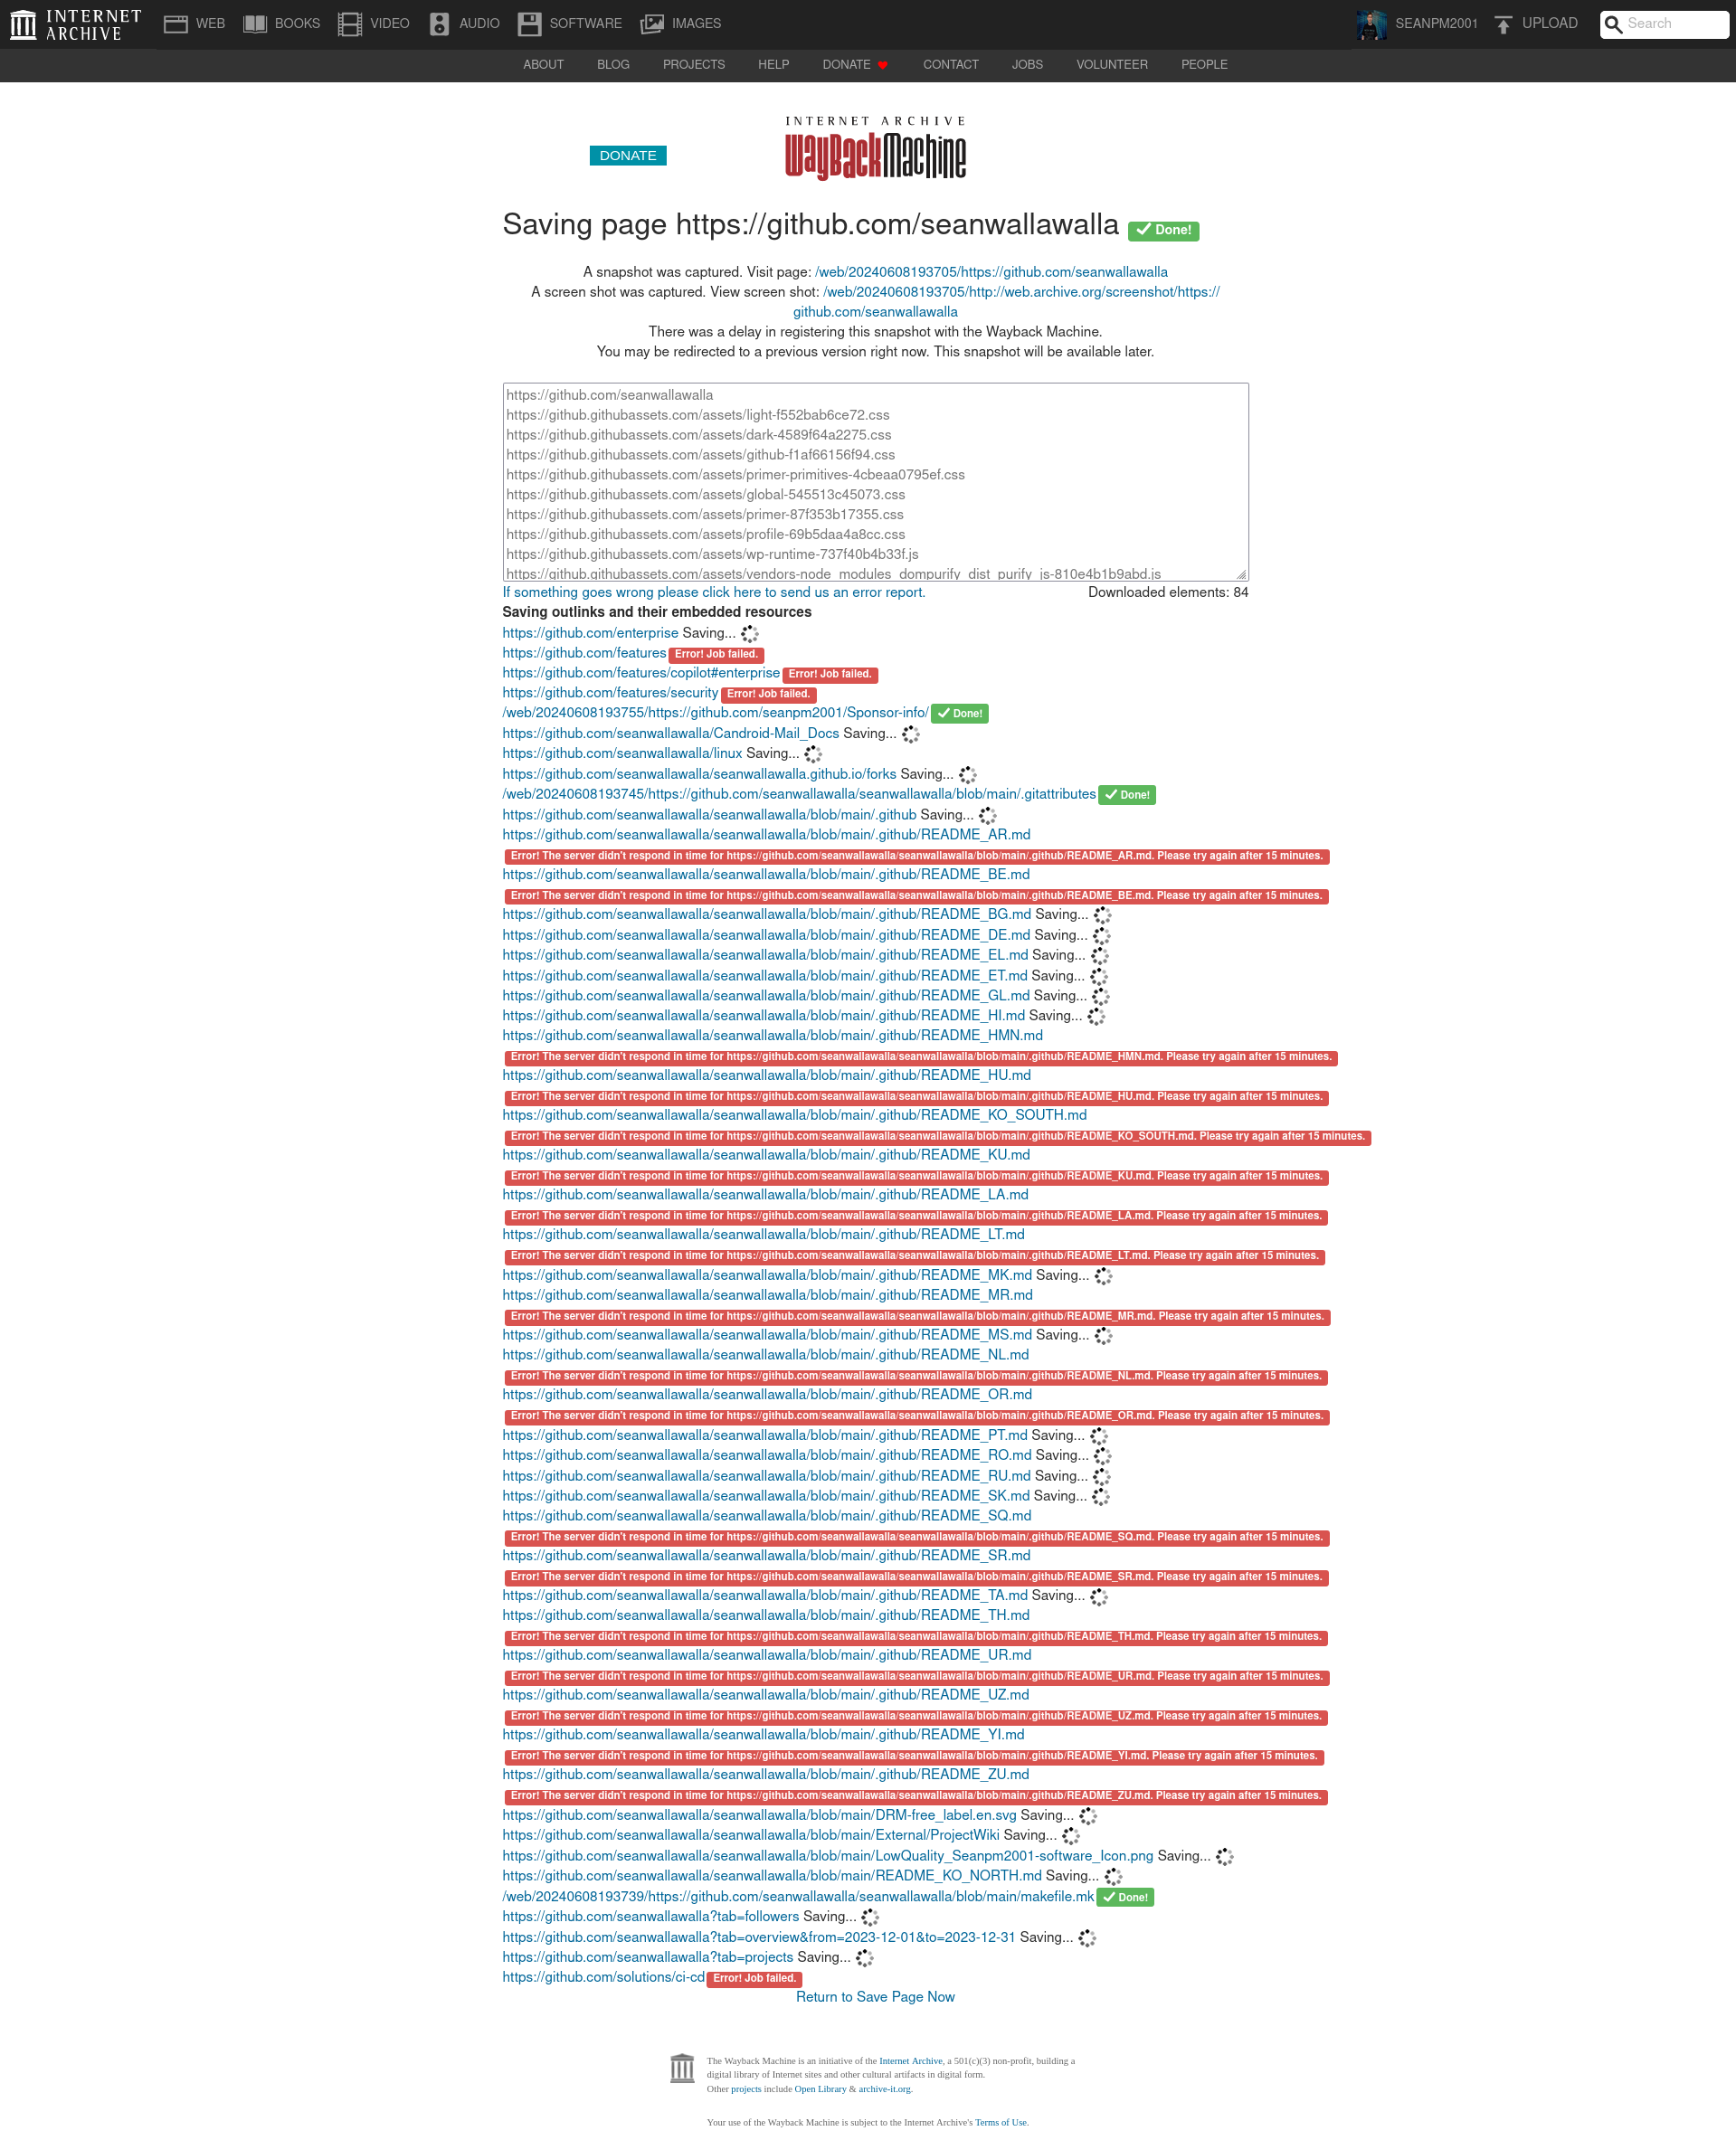 INTERNET ARCHIVE WEB BOOKS VIDEO AUDIO SOFTWARE IMAGES SEANPM2001 UPLOAD Search
ABOUT BLOG PROJECTS HELP DONATE CONTACT JOBS VOLUNTEER PEOPLE
INTERNET ARCHIVE
DONATE WayBackMachine
Saving page https://github.com/seanwallawalla Done!
A snapshot was captured. Visit page: /web/20240608193705/https://github.com/seanwallawalla
A screen shot was captured. View screen shot: /web/20240608193705/http://web.archive.org/screenshot/https://
github.com/seanwallawalla
There was a delay in registering this snapshot with the Wayback Machine.
You may be redirected to a previous version right now. This snapshot will be available later.
https://github.com/seanwallawalla
https://github.githubassets.com/assets/light-f552bab6ce72.css
https://github.githubassets.com/assets/dark-4589f64a2275.css
https://github.githubassets.com/assets/github-f1af66156f94.css
https://github.githubassets.com/assets/primer-primitives-4cbeaa0795ef.css
https://github.githubassets.com/assets/global-545513c45073.css
https://github.githubassets.com/assets/primer-87f353b17355.css
https://github.githubassets.com/assets/profile-69b5daa4a8cc.css
https://github.githubassets.com/assets/wp-runtime-737f40b4b33f.js
https://github.githubassets.com/assets/vendors-node_modules_dompurify_dist_purify_js-810e4b1b9abd.js
If something goes wrong please click here to send us an error report. Downloaded elements: 84
Saving outlinks and their embedded resources
https://github.com/enterprise Saving...
https://github.com/features Error! Job failed.
https://github.com/features/copilot#enterprise Error! Job failed.
https://github.com/features/security Error! Job failed.
/web/20240608193755/https://github.com/seanpm2001/Sponsor-info/ Done!
https://github.com/seanwallawalla/Candroid-Mail_Docs Saving...
https://github.com/seanwallawalla/linux Saving...
https://github.com/seanwallawalla/seanwallawalla.github.io/forks Saving...
/web/20240608193745/https://github.com/seanwallawalla/seanwallawalla/blob/main/.gitattributes Done!
https://github.com/seanwallawalla/seanwallawalla/blob/main/.github Saving...
https://github.com/seanwallawalla/seanwallawalla/blob/main/.github/README_AR.md
Error! The server didn't respond in time for https://github.com/seanwallawalla/seanwallawalla/blob/main/.github/README_AR.md. Please try again after 15 minutes.
https://github.com/seanwallawalla/seanwallawalla/blob/main/.github/README_BE.md
Error! The server didn't respond in time for https://github.com/seanwallawalla/seanwallawalla/blob/main/.github/README_BE.md. Please try again after 15 minutes.
https://github.com/seanwallawalla/seanwallawalla/blob/main/.github/README_BG.md Saving...
https://github.com/seanwallawalla/seanwallawalla/blob/main/.github/README_DE.md Saving...
https://github.com/seanwallawalla/seanwallawalla/blob/main/.github/README_EL.md Saving...
https://github.com/seanwallawalla/seanwallawalla/blob/main/.github/README_ET.md Saving...
https://github.com/seanwallawalla/seanwallawalla/blob/main/.github/README_GL.md Saving...
https://github.com/seanwallawalla/seanwallawalla/blob/main/.github/README_HI.md Saving...
https://github.com/seanwallawalla/seanwallawalla/blob/main/.github/README_HMN.md
Error! The server didn't respond in time for https://github.com/seanwallawalla/seanwallawalla/blob/main/.github/README_HMN.md. Please try again after 15 minutes.
https://github.com/seanwallawalla/seanwallawalla/blob/main/.github/README_HU.md
Error! The server didn't respond in time for https://github.com/seanwallawalla/seanwallawalla/blob/main/.github/README_HU.md. Please try again after 15 minutes.
https://github.com/seanwallawalla/seanwallawalla/blob/main/.github/README_KO_SOUTH.md
Error! The server didn't respond in time for https://github.com/seanwallawalla/seanwallawalla/blob/main/.github/README_KO_SOUTH.md. Please try again after 15 minutes.
https://github.com/seanwallawalla/seanwallawalla/blob/main/.github/README_KU.md
Error! The server didn't respond in time for https://github.com/seanwallawalla/seanwallawalla/blob/main/.github/README_KU.md. Please try again after 15 minutes.
https://github.com/seanwallawalla/seanwallawalla/blob/main/.github/README_LA.md
Error! The server didn't respond in time for https://github.com/seanwallawalla/seanwallawalla/blob/main/.github/README_LA.md. Please try again after 15 minutes.
https://github.com/seanwallawalla/seanwallawalla/blob/main/.github/README_LT.md
Error! The server didn't respond in time for https://github.com/seanwallawalla/seanwallawalla/blob/main/.github/README_LT.md. Please try again after 15 minutes.
https://github.com/seanwallawalla/seanwallawalla/blob/main/.github/README_MK.md Saving...
https://github.com/seanwallawalla/seanwallawalla/blob/main/.github/README_MR.md
Error! The server didn't respond in time for https://github.com/seanwallawalla/seanwallawalla/blob/main/.github/README_MR.md. Please try again after 15 minutes.
https://github.com/seanwallawalla/seanwallawalla/blob/main/.github/README_MS.md Saving...
https://github.com/seanwallawalla/seanwallawalla/blob/main/.github/README_NL.md
Error! The server didn't respond in time for https://github.com/seanwallawalla/seanwallawalla/blob/main/.github/README_NL.md. Please try again after 15 minutes.
https://github.com/seanwallawalla/seanwallawalla/blob/main/.github/README_OR.md
Error! The server didn't respond in time for https://github.com/seanwallawalla/seanwallawalla/blob/main/.github/README_OR.md. Please try again after 15 minutes.
https://github.com/seanwallawalla/seanwallawalla/blob/main/.github/README_PT.md Saving...
https://github.com/seanwallawalla/seanwallawalla/blob/main/.github/README_RO.md Saving...
https://github.com/seanwallawalla/seanwallawalla/blob/main/.github/README_RU.md Saving...
https://github.com/seanwallawalla/seanwallawalla/blob/main/.github/README_SK.md Saving...
https://github.com/seanwallawalla/seanwallawalla/blob/main/.github/README_SQ.md
Error! The server didn't respond in time for https://github.com/seanwallawalla/seanwallawalla/blob/main/.github/README_SQ.md. Please try again after 15 minutes.
https://github.com/seanwallawalla/seanwallawalla/blob/main/.github/README_SR.md
Error! The server didn't respond in time for https://github.com/seanwallawalla/seanwallawalla/blob/main/.github/README_SR.md. Please try again after 15 minutes.
https://github.com/seanwallawalla/seanwallawalla/blob/main/.github/README_TA.md Saving...
https://github.com/seanwallawalla/seanwallawalla/blob/main/.github/README_TH.md
Error! The server didn't respond in time for https://github.com/seanwallawalla/seanwallawalla/blob/main/.github/README_TH.md. Please try again after 15 minutes.
https://github.com/seanwallawalla/seanwallawalla/blob/main/.github/README_UR.md
Error! The server didn't respond in time for https://github.com/seanwallawalla/seanwallawalla/blob/main/.github/README_UR.md. Please try again after 15 minutes.
https://github.com/seanwallawalla/seanwallawalla/blob/main/.github/README_UZ.md
Error! The server didn't respond in time for https://github.com/seanwallawalla/seanwallawalla/blob/main/.github/README_UZ.md. Please try again after 15 minutes.
https://github.com/seanwallawalla/seanwallawalla/blob/main/.github/README_YI.md
Error! The server didn't respond in time for https://github.com/seanwallawalla/seanwallawalla/blob/main/.github/README_YI.md. Please try again after 15 minutes.
https://github.com/seanwallawalla/seanwallawalla/blob/main/.github/README_ZU.md
Error! The server didn't respond in time for https://github.com/seanwallawalla/seanwallawalla/blob/main/.github/README_ZU.md. Please try again after 15 minutes.
https://github.com/seanwallawalla/seanwallawalla/blob/main/DRM-free_label.en.svg Saving...
https://github.com/seanwallawalla/seanwallawalla/blob/main/External/ProjectWiki Saving...
https://github.com/seanwallawalla/seanwallawalla/blob/main/LowQuality_Seanpm2001-software_Icon.png Saving...
https://github.com/seanwallawalla/seanwallawalla/blob/main/README_KO_NORTH.md Saving...
/web/20240608193739/https://github.com/seanwallawalla/seanwallawalla/blob/main/makefile.mk Done!
https://github.com/seanwallawalla?tab=followers Saving...
https://github.com/seanwallawalla?tab=overview&from=2023-12-01&to=2023-12-31 Saving...
https://github.com/seanwallawalla?tab=projects Saving...
https://github.com/solutions/ci-cd Error! Job failed.
Return to Save Page Now
The Wayback Machine is an initiative of the Internet Archive, a 501(c)(3) non-profit, building a
digital library of Internet sites and other cultural artifacts in digital form.
Other projects include Open Library & archive-it.org.
Your use of the Wayback Machine is subject to the Internet Archive's Terms of Use.